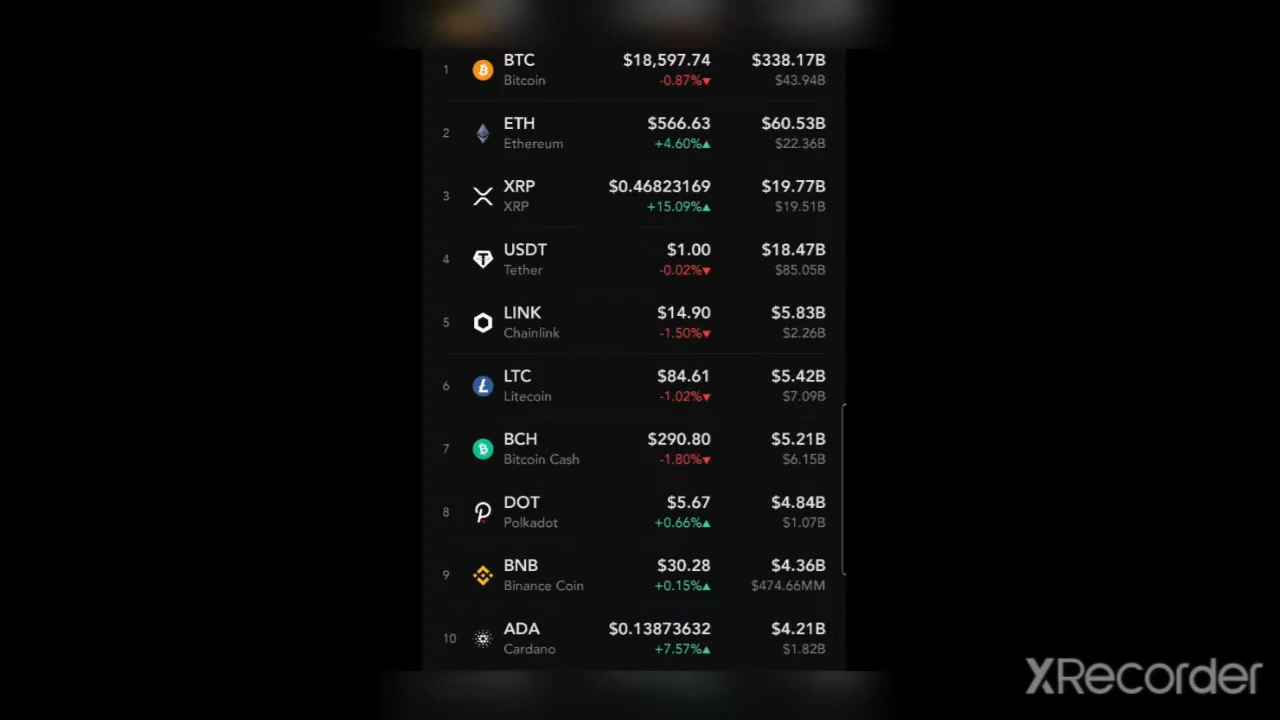 BTC $18,597.74 $338.17B
1 Bitcoin -0.87%▼ $43.94B
ETH $566.63 $60.53B
2 Ethereum +4.60%▲ $22.36B
XRP $0.46823169 $19.77B
3 XRP +15.09%▲ $19.51B
USDT $1.00 $18.47B
4 Tether -0.02%▼ $85.05B
LINK $14.90 $5.83B
5 Chainlink -1.50%▼ $2.26B
LTC $84.61 $5.42B
6 Litecoin -1.02%▼ $7.09B
BCH $290.80 $5.21B
7 Bitcoin Cash -1.80%▼ $6.15B
DOT $5.67 $4.84B
8 Polkadot +0.66%▲ $1.07B
BNB $30.28 $4.36B
9 Binance Coin +0.15%▲ $474.66MM
ADA $0.13873632 $4.21B
10 Cardano +7.57%▲ $1.82B
XRecorder